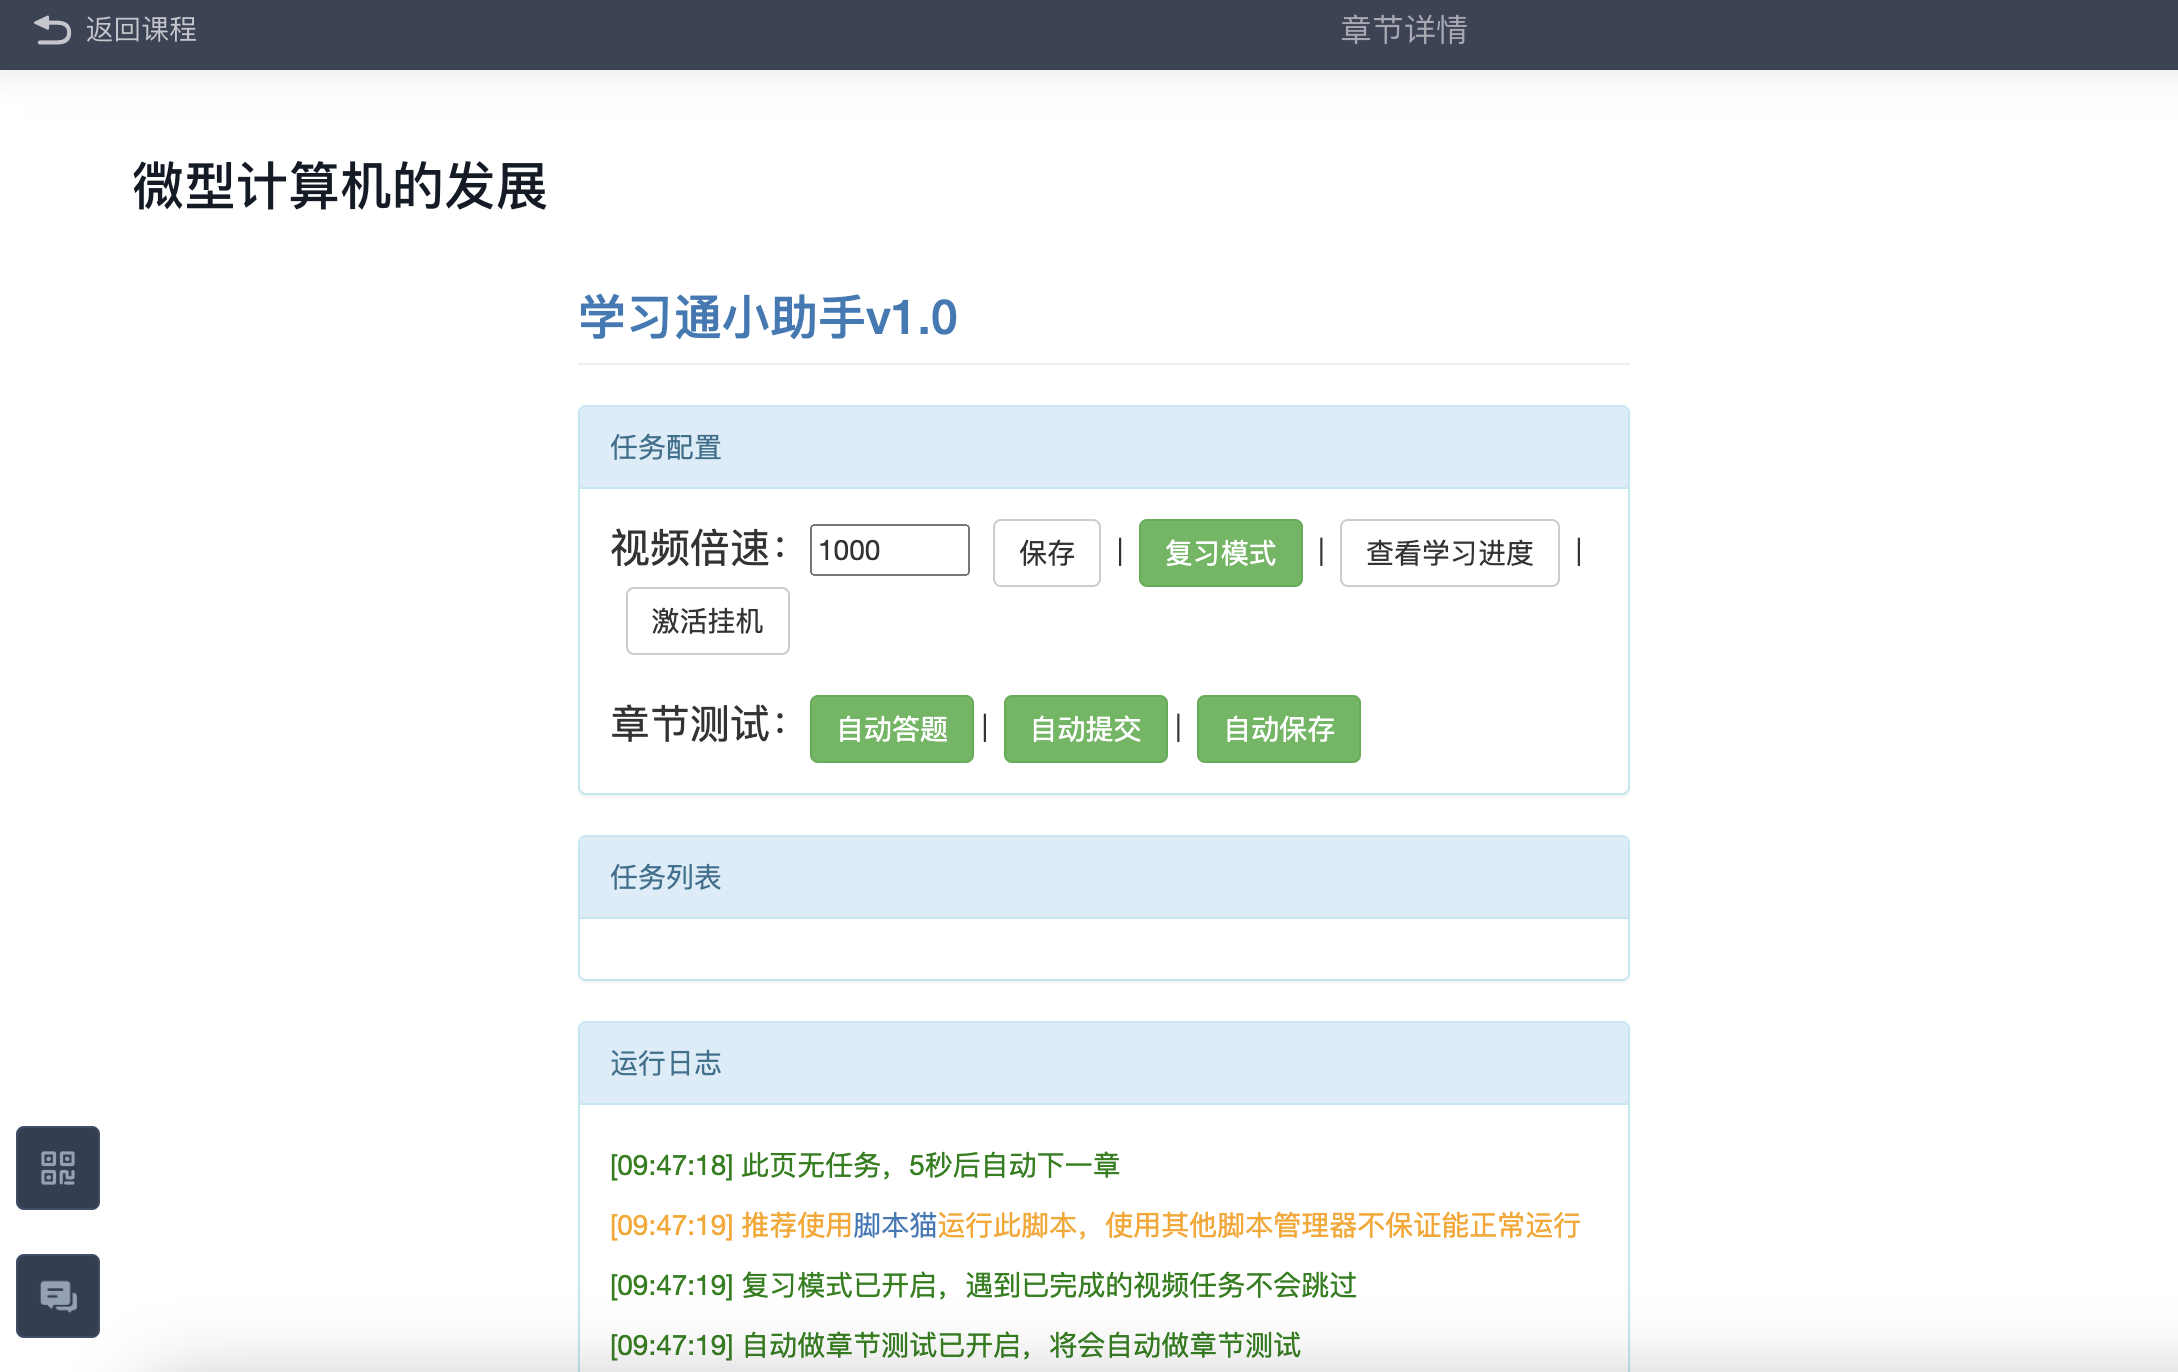 返回课程
章节详情
微型计算机的发展
学习通小助手v1.0
任务配置
视频倍速： 1000 保存 | 复习模式 | 查看学习进度 |
激活挂机
章节测试： 自动答题 | 自动提交 | 自动保存
任务列表
运行日志
[09:47:18] 此页无任务，5秒后自动下一章
[09:47:19] 推荐使用脚本猫运行此脚本，使用其他脚本管理器不保证能正常运行
[09:47:19] 复习模式已开启，遇到已完成的视频任务不会跳过
[09:47:19] 自动做章节测试已开启，将会自动做章节测试